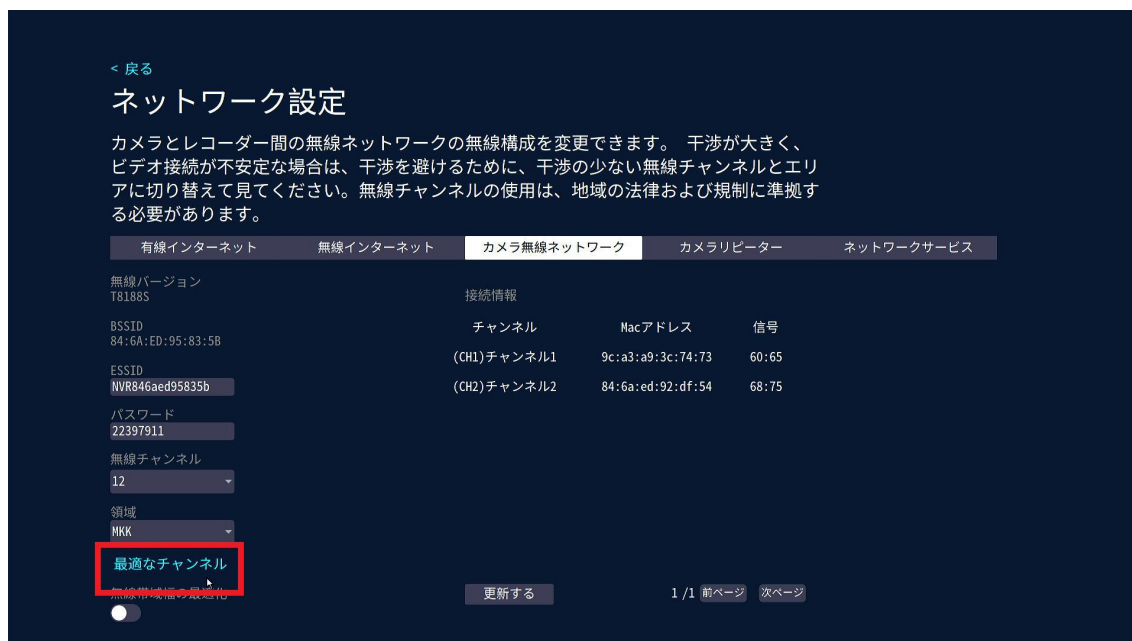 < 戻る
ネットワーク設定
カメラとレコーダー間の無線ネットワークの無線構成を変更できます。 干渉が大きく、
ビデオ接続が不安定な場合は、干渉を避けるために、干渉の少ない無線チャンネルとエリ
アに切り替えて見てください。無線チャンネルの使用は、地域の法律および規制に準拠す
る必要があります。
有線インターネット 無線インターネット カメラ無線ネットワーク カメラリピーター ネットワークサービス
無線バージョン
T8188S
BSSID
84:6A:ED:95:83:5B
ESSID
NVR846aed95835b
パスワード
22397911
無線チャンネル
12
領域
MKK
最適なチャンネル
無線帯域幅の最適化
接続情報
チャンネル Macアドレス 信号
(CH1)チャンネル1 9c:a3:a9:3c:74:73 60:65
(CH2)チャンネル2 84:6a:ed:92:df:54 68:75
更新する 1 /1 前ページ 次ページ